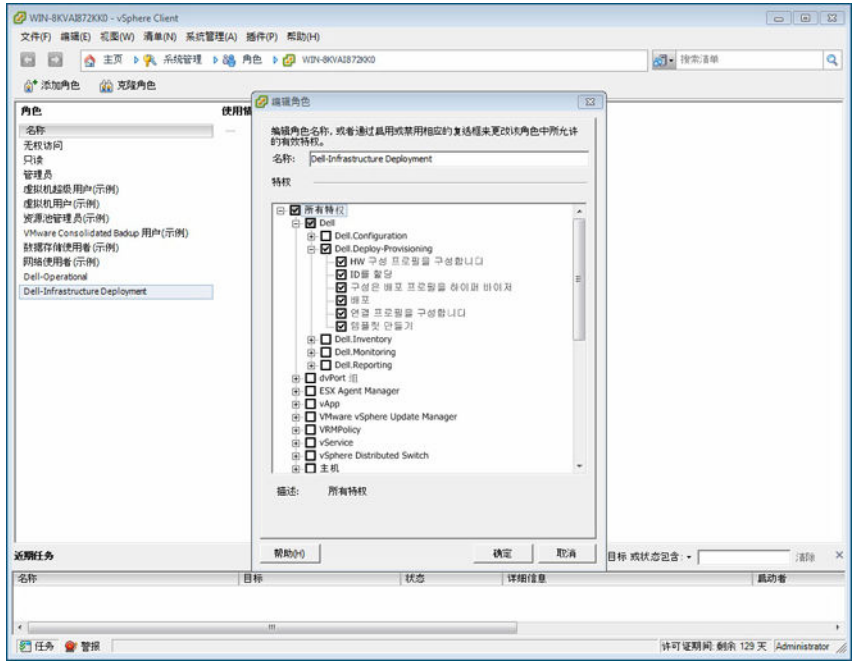 WIN-8KVAI872KK0 - vSphere Client
文件(F) 编辑(E) 视图(W) 清单(N) 系统管理(A) 插件(P) 帮助(H)
主页 系统管理 角色 WIN-8KVAI872KK0
搜索清单
添加角色 克隆角色
角色
使用情
名称
无权访问
只读
管理员
虚拟机超级用户(示例)
虚拟机用户(示例)
资源池管理员(示例)
VMware Consolidated Backup 用户(示例)
数据存储使用者(示例)
网络使用者(示例)
Dell-Operational
Dell-Infrastructure Deployment
编辑角色
编辑角色名称，或者通过启用或禁用相应的复选框来更改该角色中所允许
的有效特权。
名称: Dell-Infrastructure Deployment
特权
所有特权
Dell
Dell.Configuration
Dell.Deploy-Provisioning
HW 구성 프로필을 구성합니다
ID를 할당
구성은 배포 프로필을 하이퍼 바이저
배포
연결 프로필을 구성합니다
템플릿 만들기
Dell.Inventory
Dell.Monitoring
Dell.Reporting
dvPort 组
ESX Agent Manager
vApp
VMware vSphere Update Manager
VRMPolicy
vService
vSphere Distributed Switch
主机
描述: 所有特权
帮助(H) 确定 取消
近期任务
目标 或状态包含: 清除
名称 目标 状态 详细信息 启动者
任务 警报
许可证期间: 剩余 129 天 Administrator